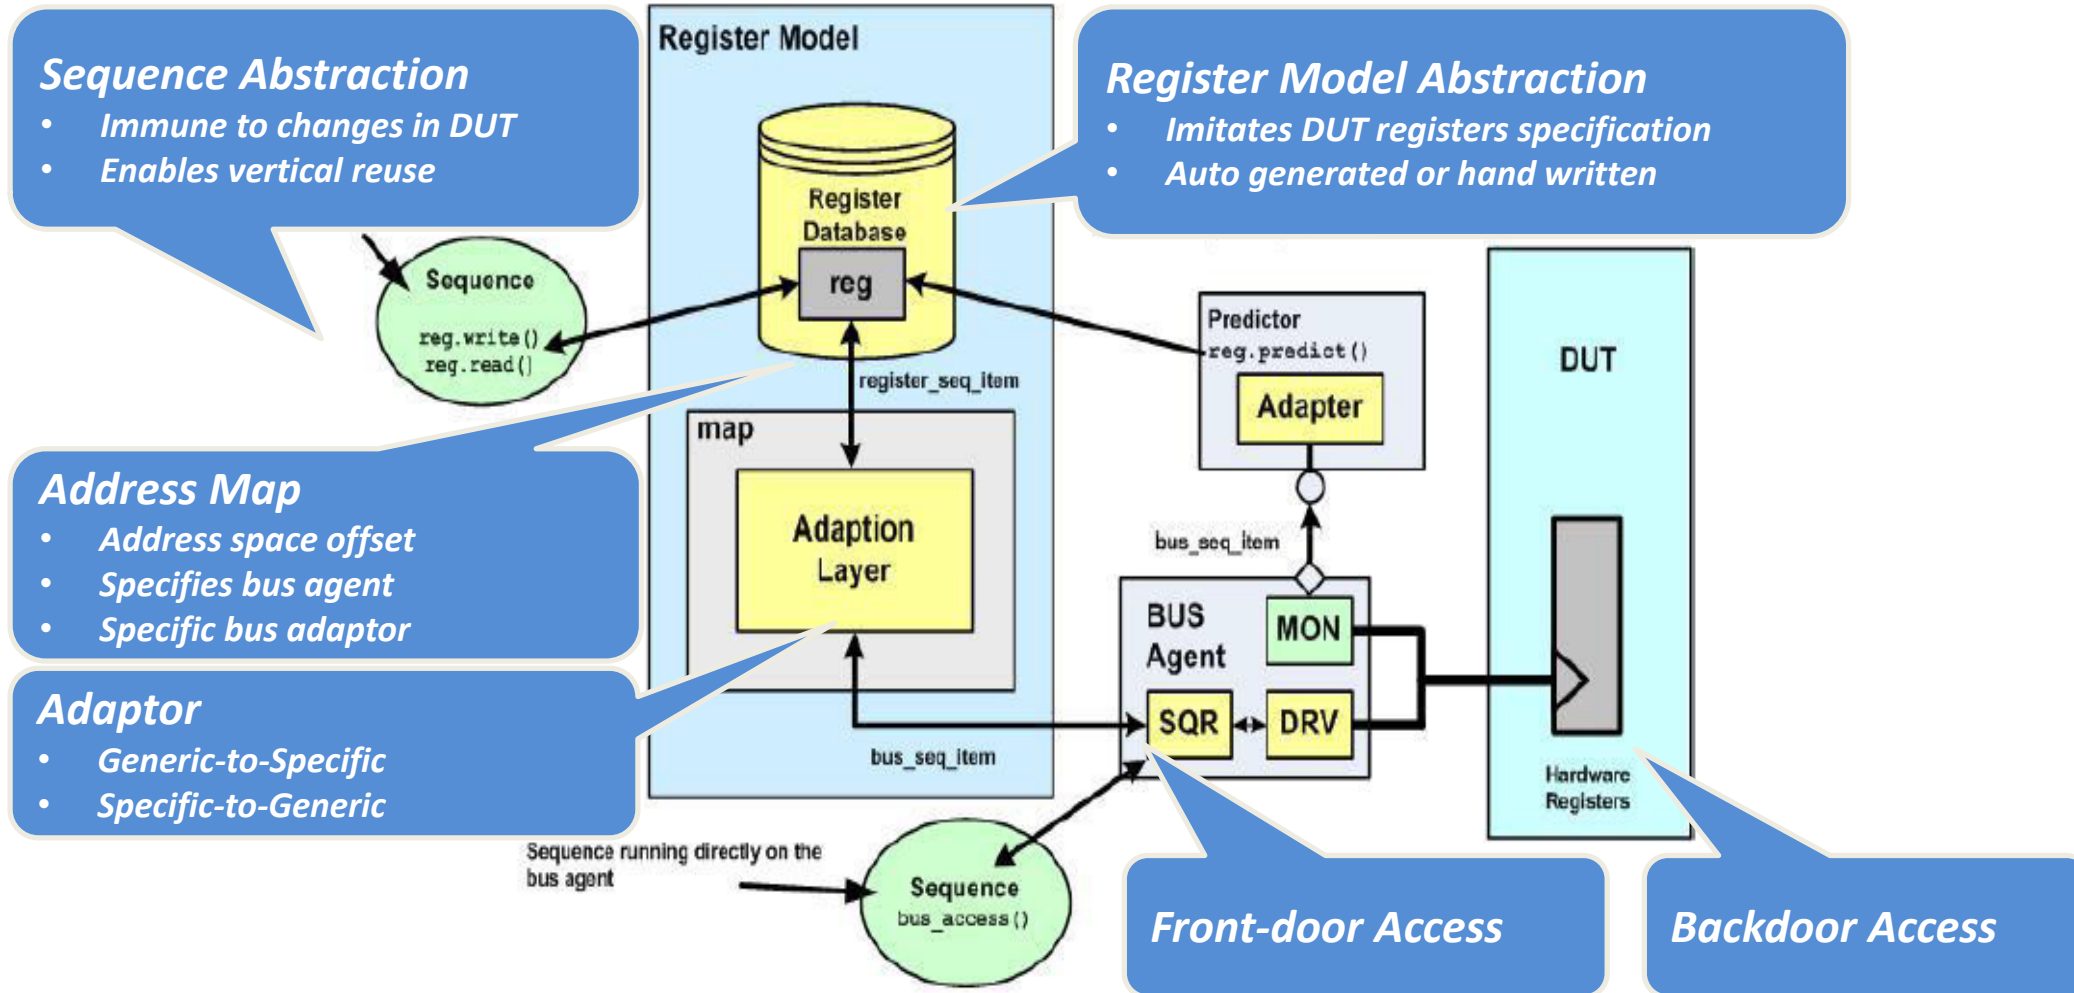 Sequence Abstraction
• Immune to changes in DUT
• Enables vertical reuse
Register Model
Register Model Abstraction
• Imitates DUT registers specification
• Auto generated or hand written
Register
Database
reg
Sequence
reg.write()
reg.read()
register_seq_item
Predictor
reg.predict()
Adapter
DUT
map
Adaption
Layer
Address Map
• Address space offset
• Specifies bus agent
• Specific bus adaptor
bus_seq_item
BUS
Agent
MON
SQR
DRV
Adaptor
• Generic-to-Specific
• Specific-to-Generic
bus_seq_item
Hardware
Registers
Sequence running directly on the
bus agent
Sequence
bus_access()
Front-door Access
Backdoor Access